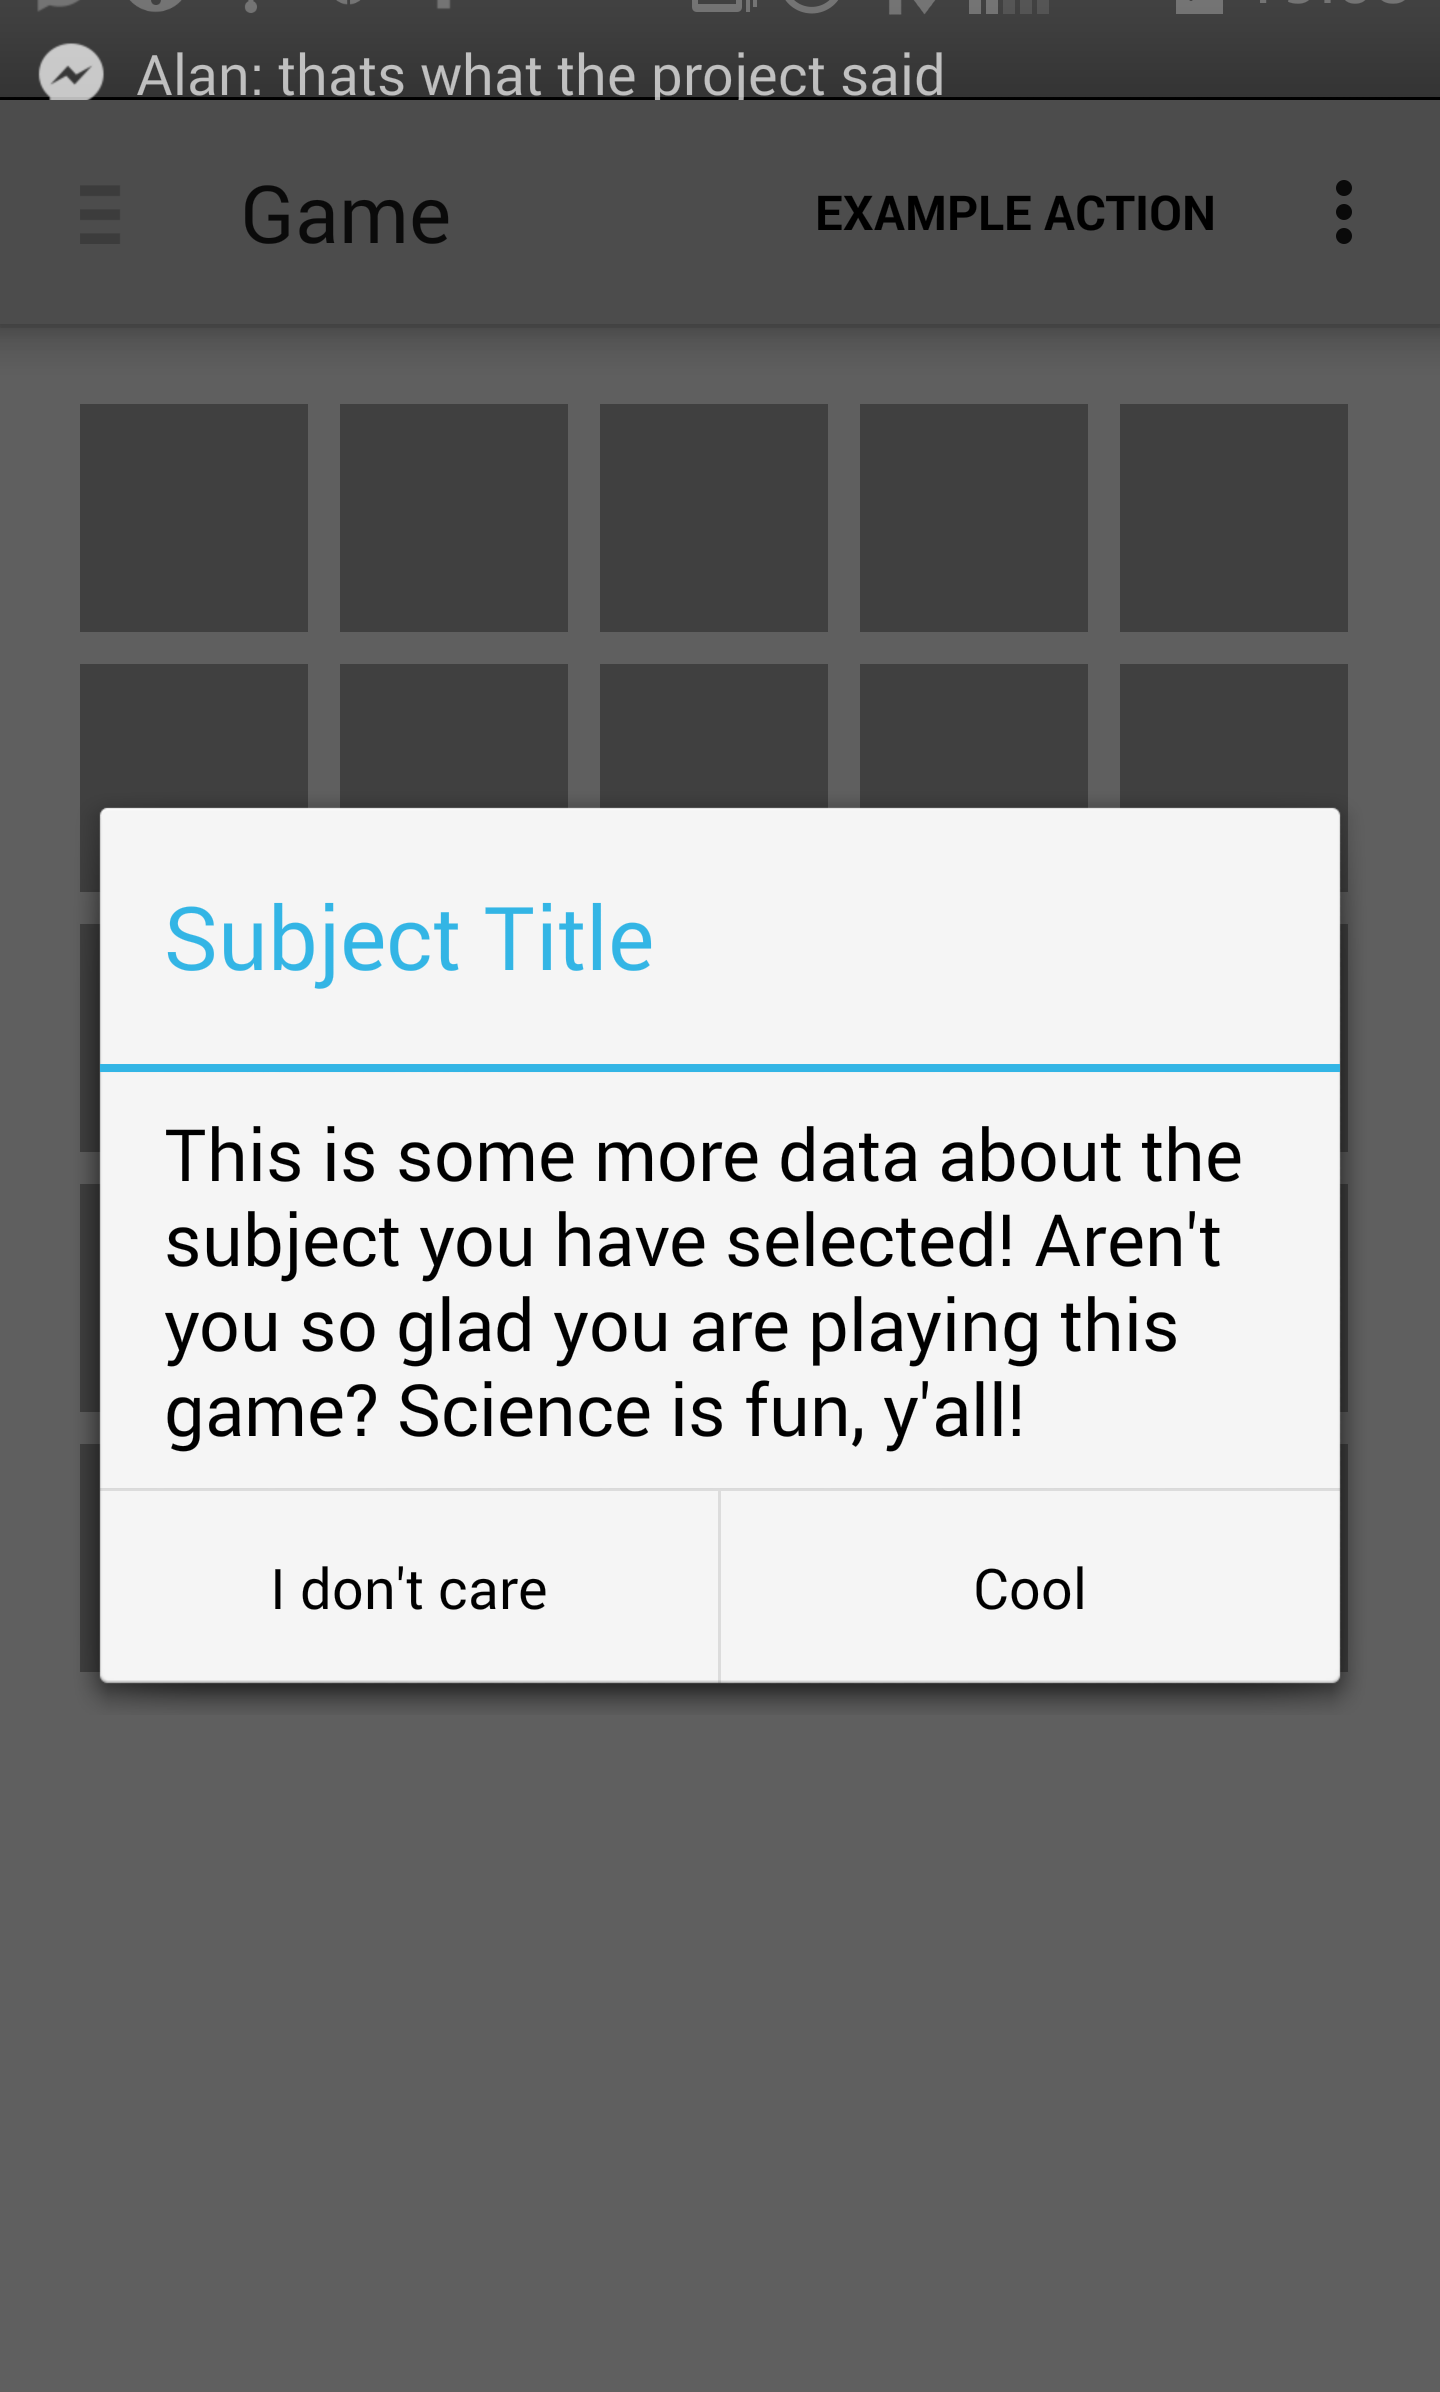 Alan: thats what the project said
Game
EXAMPLE ACTION
Subject Title
This is some more data about the
subject you have selected! Aren't
you so glad you are playing this
game? Science is fun, y'all!
I don't care
Cool